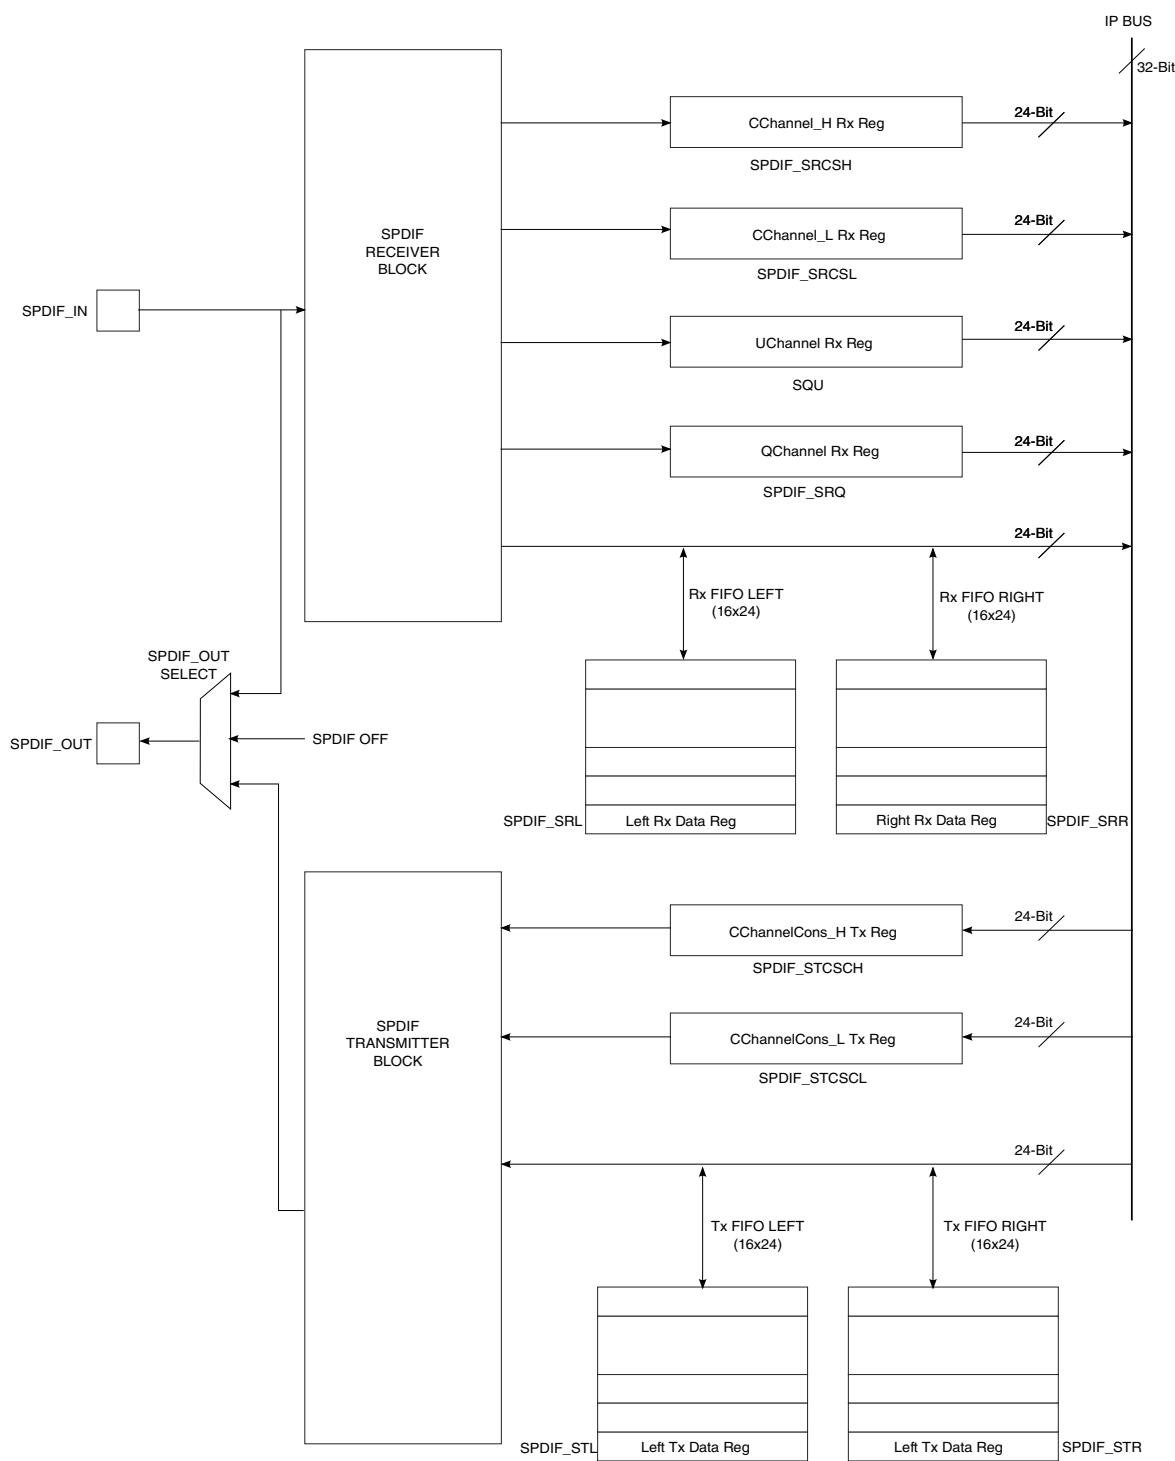 IP BUS
32-Bit
24-Bit
CChannel_H Rx Reg
SPDIF_SRCSH
24-Bit
CChannel_L Rx Reg
SPDIF_SRCSL
SPDIF
RECEIVER
BLOCK
SPDIF_IN
24-Bit
UChannel Rx Reg
SQU
24-Bit
QChannel Rx Reg
SPDIF_SRQ
24-Bit
Rx FIFO LEFT
(16x24)
Rx FIFO RIGHT
(16x24)
SPDIF_OUT
SELECT
SPDIF_OUT
SPDIF OFF
SPDIF_SRL
Left Rx Data Reg
Right Rx Data Reg
SPDIF_SRR
24-Bit
CChannelCons_H Tx Reg
SPDIF_STCSCH
SPDIF
TRANSMITTER
BLOCK
24-Bit
CChannelCons_L Tx Reg
SPDIF_STCSCL
24-Bit
Tx FIFO LEFT
(16x24)
Tx FIFO RIGHT
(16x24)
SPDIF_STL
Left Tx Data Reg
Left Tx Data Reg
SPDIF_STR